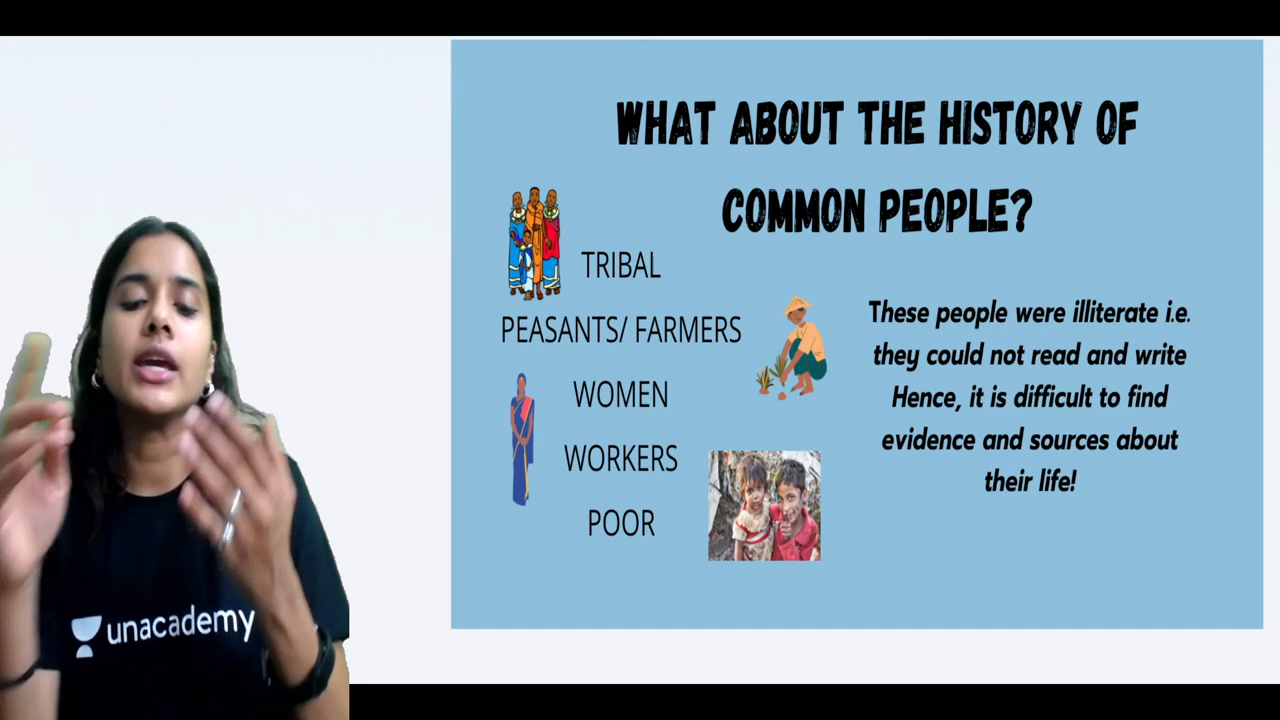 WHAT ABOUT THE HISTORY OF
COMMON PEOPLE?
TRIBAL
PEASANTS/ FARMERS
WOMEN
WORKERS
POOR
These people were illiterate i.e.
they could not read and write
Hence, it is difficult to find
evidence and sources about
their life!
unacademy